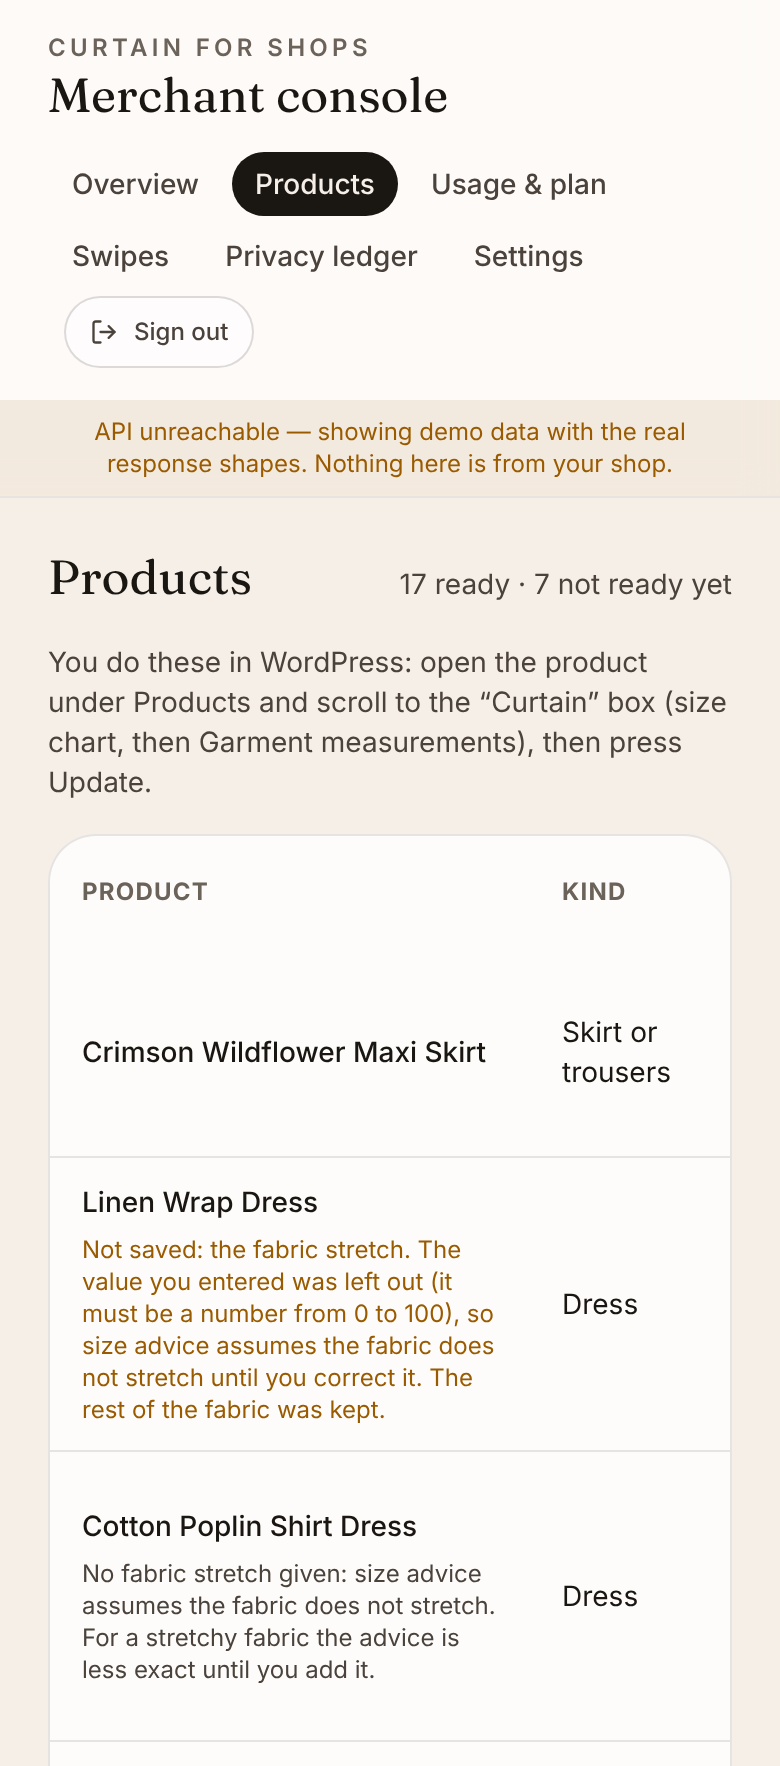 CURTAIN FOR SHOPS
Merchant console
Overview
Products
Usage & plan
Swipes
Privacy ledger
Settings
Sign out
API unreachable — showing demo data with the real
response shapes. Nothing here is from your shop.
Products
17 ready · 7 not ready yet
You do these in WordPress: open the product
under Products and scroll to the “Curtain” box (size
chart, then Garment measurements), then press
Update.
PRODUCT
KIND
Crimson Wildflower Maxi Skirt
Skirt or
trousers
Linen Wrap Dress
Not saved: the fabric stretch. The
value you entered was left out (it
must be a number from 0 to 100), so
size advice assumes the fabric does
not stretch until you correct it. The
rest of the fabric was kept.
Dress
Cotton Poplin Shirt Dress
No fabric stretch given: size advice
assumes the fabric does not stretch.
For a stretchy fabric the advice is
less exact until you add it.
Dress